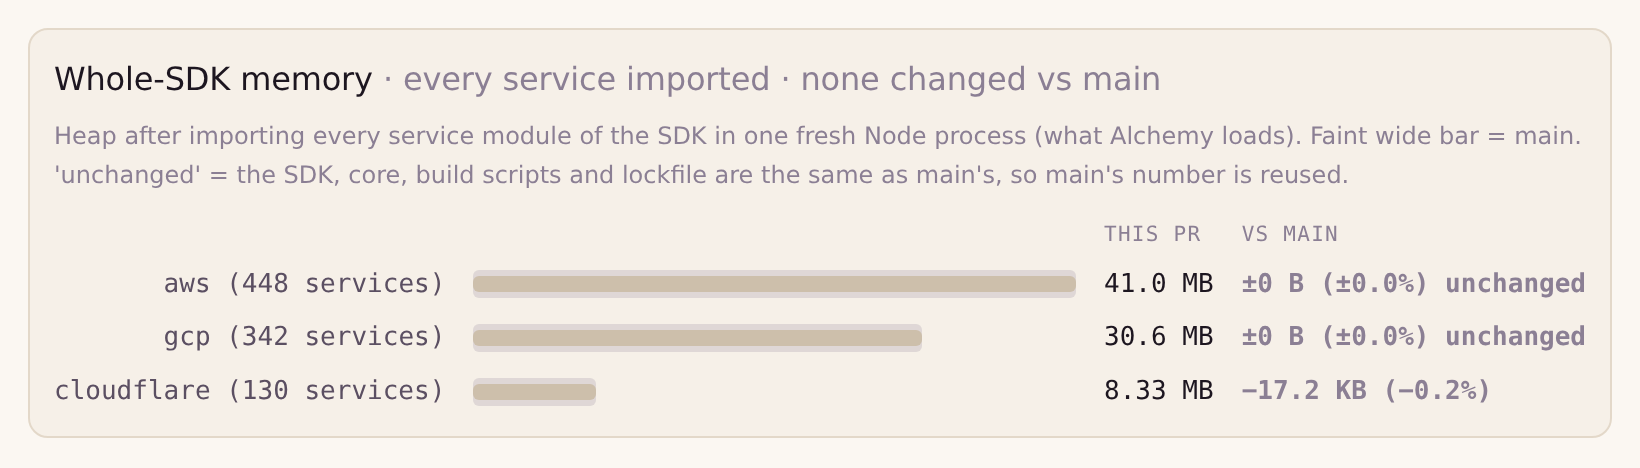 Whole-SDK memory · every service imported · none changed vs main
Heap after importing every service module of the SDK in one fresh Node process (what Alchemy loads). Faint wide bar = main.
'unchanged' = the SDK, core, build scripts and lockfile are the same as main's, so main's number is reused.
THIS PR VS MAIN
aws (448 services) 41.0 MB ±0 B (±0.0%) unchanged
gcp (342 services) 30.6 MB ±0 B (±0.0%) unchanged
cloudflare (130 services) 8.33 MB −17.2 KB (−0.2%)